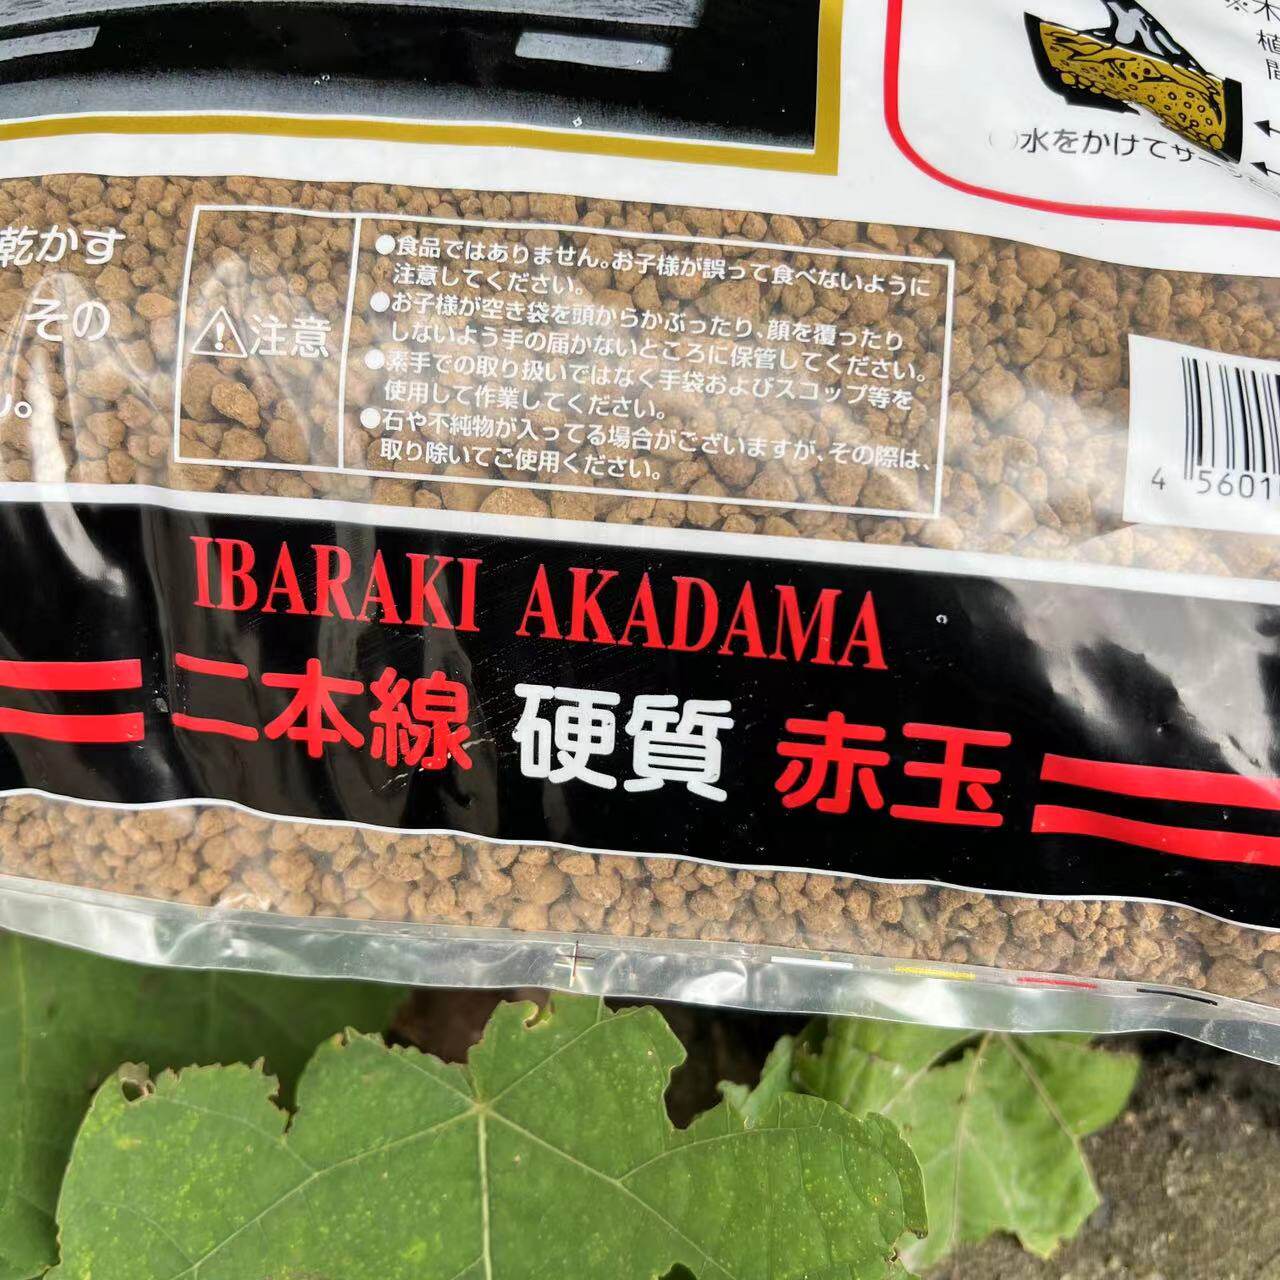 ※木
植
間
水をかけてサ
乾かす
その
。
注意
●食品ではありません。お子様が誤って食べないように
注意してください。
●お子様が空き袋を頭からかぶったり、顔を覆ったり
しないよう手の届かないところに保管してください。
●素手での取り扱いではなく手袋およびスコップ等を
使用して作業してください。
●石や不純物が入ってる場合がございますが、その際は、
取り除いてご使用ください。
4 5601
IBARAKI AKADAMA
二本線 硬質 赤玉